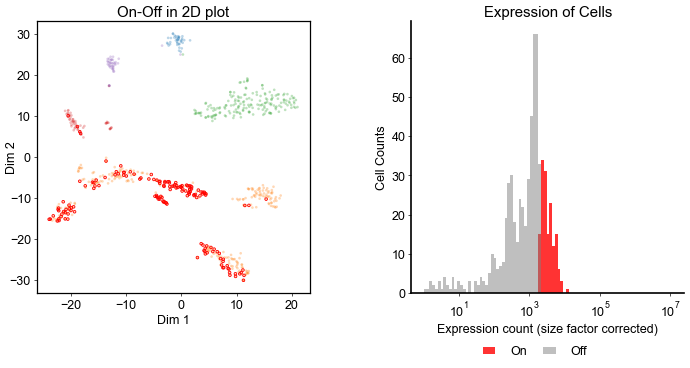 On-Off in 2D plot
30
20
10
0
−10
−20
−30
Dim 2
−20 −10 0 10 20
Dim 1
Expression of Cells
60
50
40
30
20
10
0
Cell Counts
10^1 10^3 10^5 10^7
Expression count (size factor corrected)
On Off